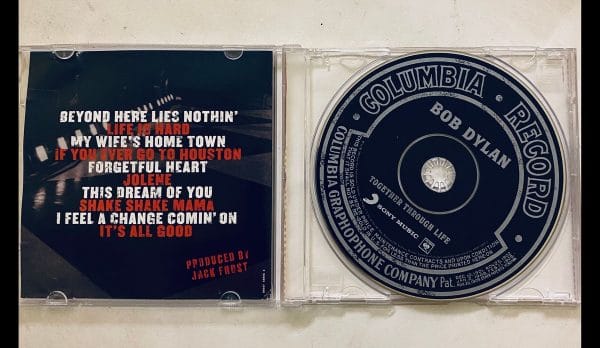 BEYOND HERE LIES NOTHIN'
LIFE IS HARD
MY WIFE'S HOME TOWN
IF YOU EVER GO TO HOUSTON
FORGETFUL HEART
JOLENE
THIS DREAM OF YOU
SHAKE SHAKE MAMA
I FEEL A CHANGE COMIN' ON
IT'S ALL GOOD
PRODUCED BY
JACK FROST
COLUMBIA RECORD
BOB DYLAN
TOGETHER THROUGH LIFE
SONY MUSIC
COLUMBIA GRAPHOPHONE COMPANY Pat.